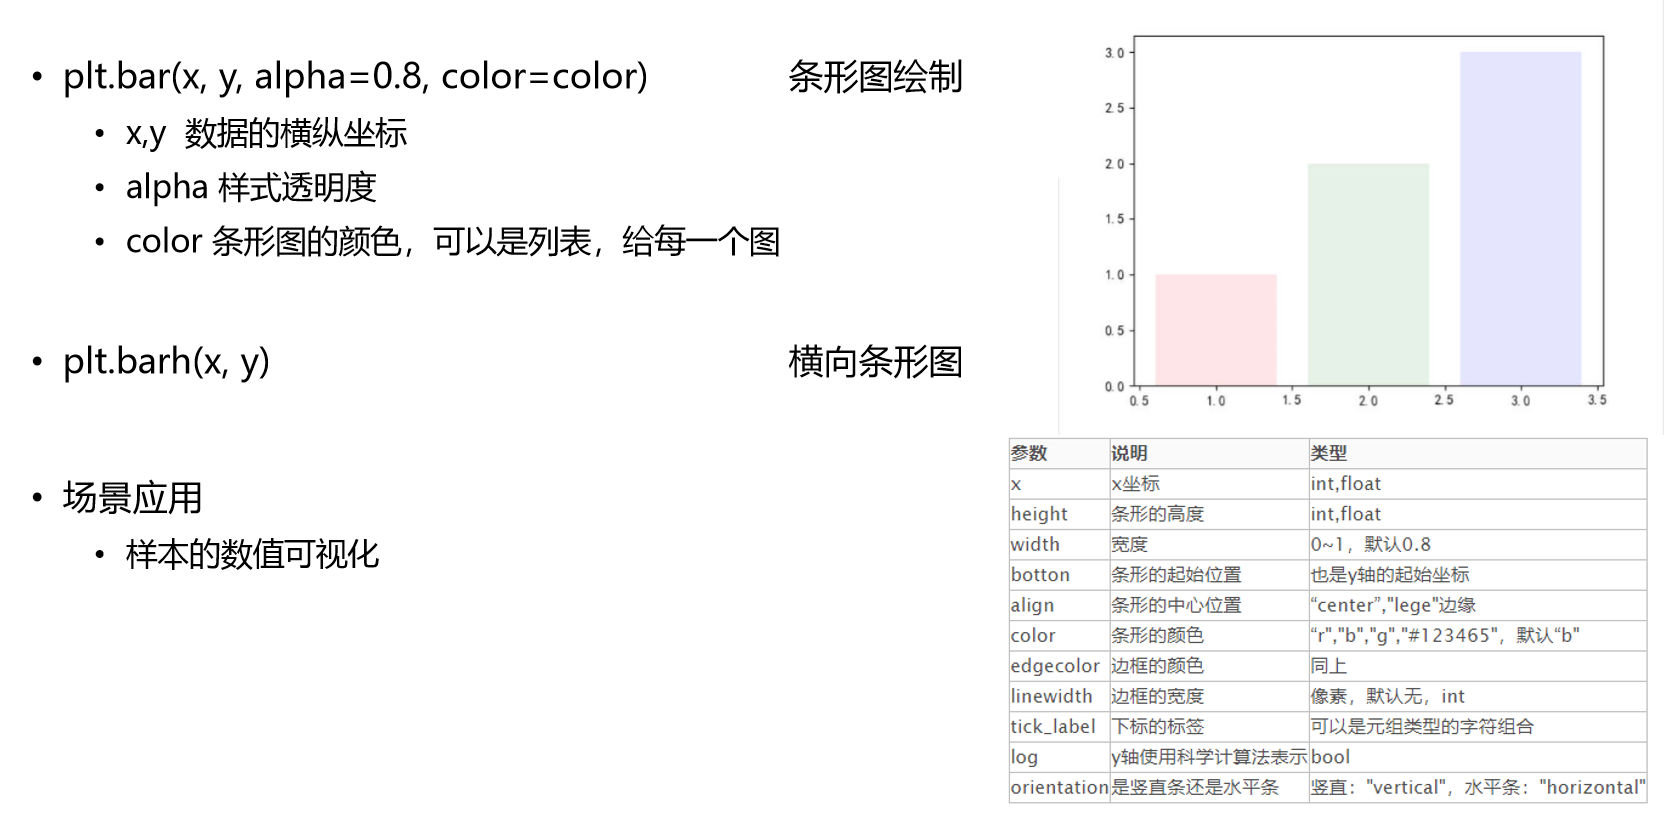 • plt.bar(x, y, alpha=0.8, color=color) 条形图绘制
• x,y 数据的横纵坐标
• alpha 样式透明度
• color 条形图的颜色，可以是列表，给每一个图
• plt.barh(x, y) 横向条形图
• 场景应用
• 样本的数值可视化
3.0
2.5
2.0
1.5
1.0
0.5
0.0
0.5 1.0 1.5 2.0 2.5 3.0 3.5
参数 说明 类型
x x坐标 int,float
height 条形的高度 int,float
width 宽度 0~1，默认0.8
botton 条形的起始位置 也是y轴的起始坐标
align 条形的中心位置 “center”,"lege"边缘
color 条形的颜色 “r","b","g","#123465"，默认“b"
edgecolor 边框的颜色 同上
linewidth 边框的宽度 像素，默认无，int
tick_label 下标的标签 可以是元组类型的字符组合
log y轴使用科学计算法表示 bool
orientation 是竖直条还是水平条 竖直："vertical"，水平条："horizontal"